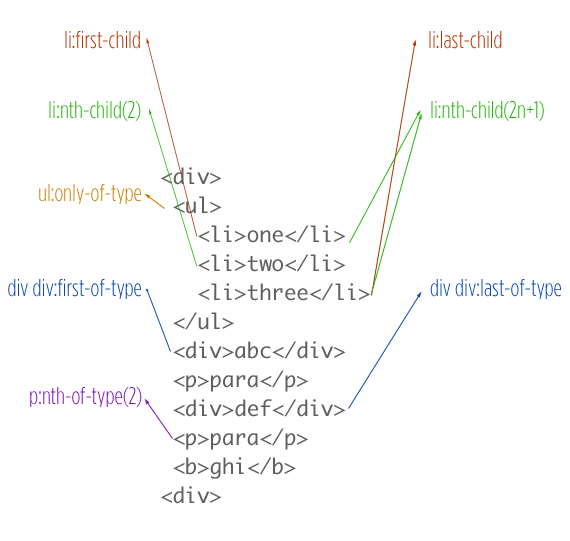 li:first-child
li:last-child
li:nth-child(2)
li:nth-child(2n+1)
<div>
ul:only-of-type
<ul>
<li>one</li>
<li>two</li>
<li>three</li>
div div:first-of-type
div div:last-of-type
</ul>
<div>abc</div>
<p>para</p>
p:nth-of-type(2)
<div>def</div>
<p>para</p>
<b>ghi</b>
<div>